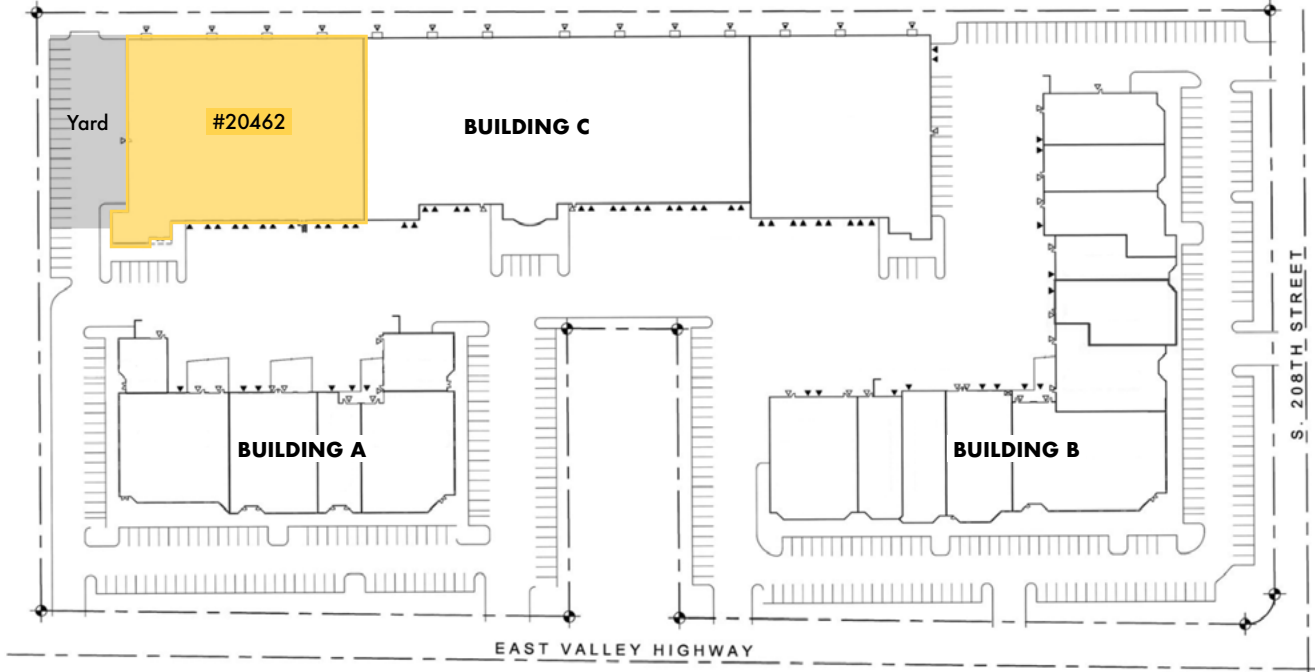 Yard
#20462
BUILDING C
BUILDING A
BUILDING B
S. 208TH STREET
EAST VALLEY HIGHWAY